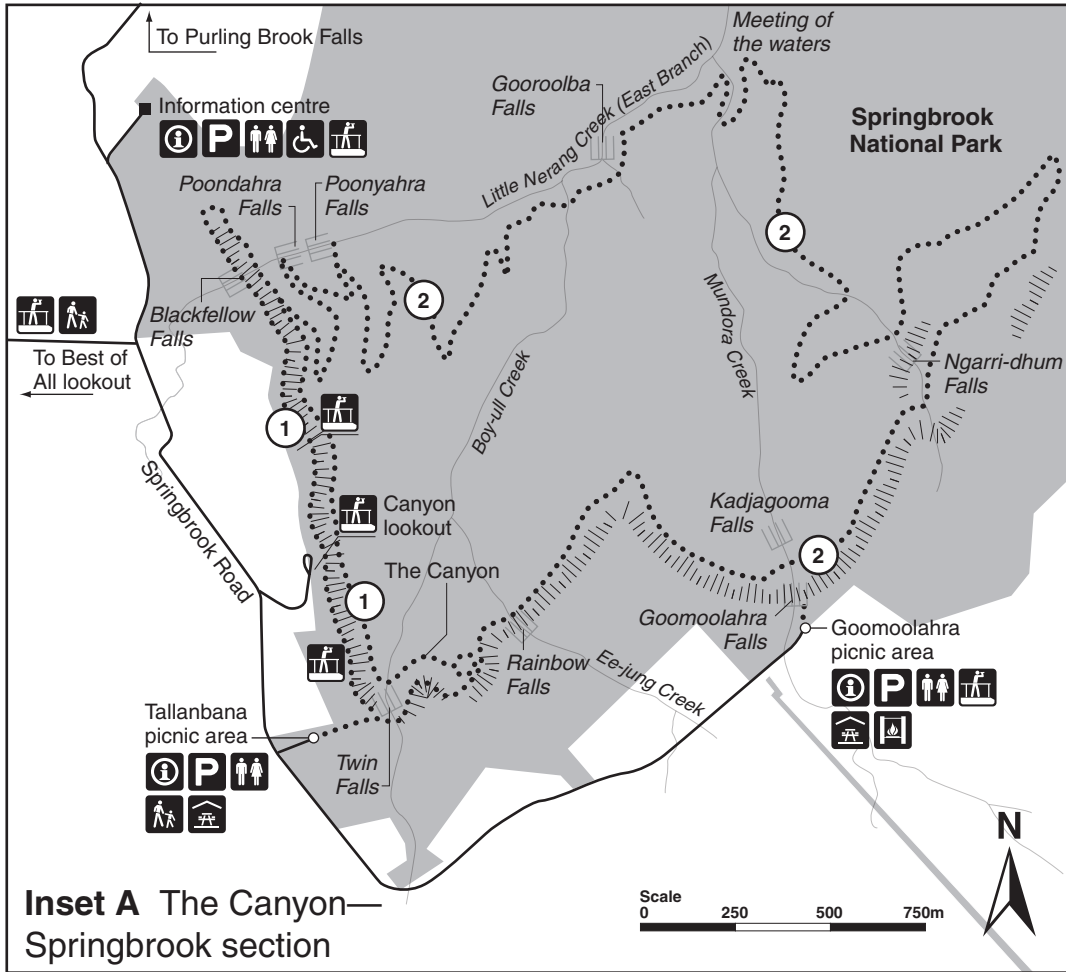 To Purling Brook Falls
Meeting of
the waters
Information centre
P
Gooroolba
Falls
Little Nerang Creek (East Branch)
Springbrook
National Park
Poondahra
Falls
Poonyahra
Falls
2
2
Blackfellow
Falls
To Best of
All lookout
Mundora Creek
Ngarri-dhum
Falls
1
Boy-ull Creek
Springbrook Road
Canyon
lookout
Kadjagooma
Falls
The Canyon
2
1
Goomoolahra
Falls
Goomoolahra
picnic area
P
Rainbow
Falls
Ee-jung Creek
Tallanbana
picnic area
P
Twin
Falls
N
Inset A The Canyon—
Springbrook section
Scale
0 250 500 750m